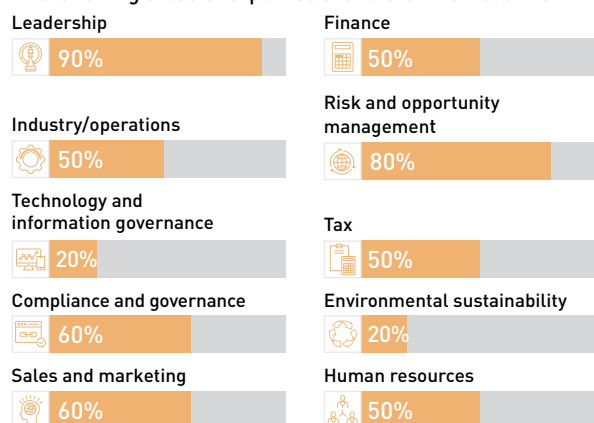 Leadership
90%
Finance
50%
Industry/operations
50%
Risk and opportunity
management
80%
Technology and
information governance
20%
Tax
50%
Compliance and governance
60%
Environmental sustainability
20%
Sales and marketing
60%
Human resources
50%